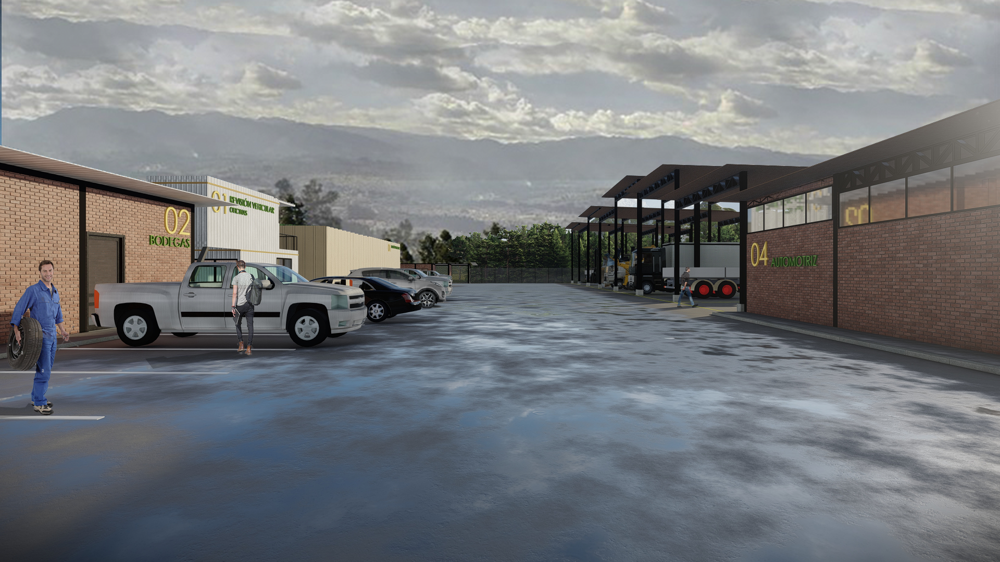 02
BODEGAS
01 REVISIÓN VEHICULAR
OFICINAS
04 AUTOMOTRIZ